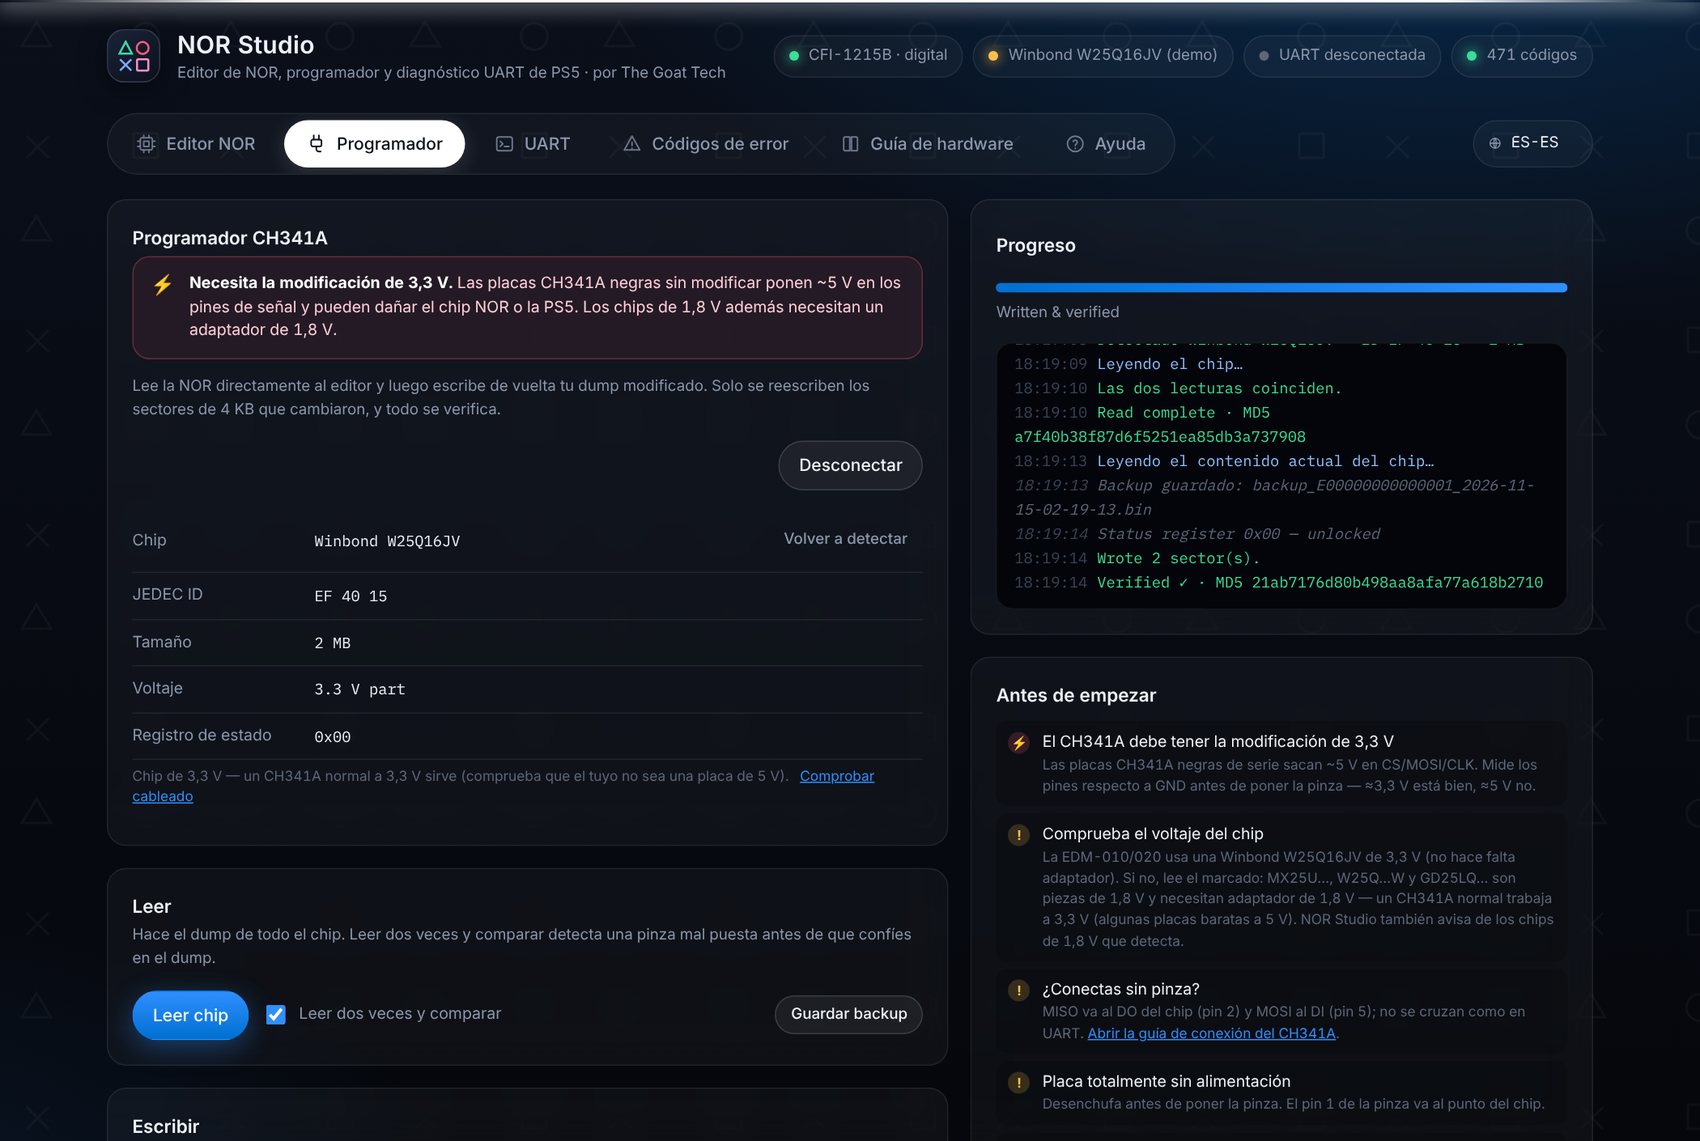 NOR Studio
Editor de NOR, programador y diagnóstico UART de PS5 · por The Goat Tech
CFI-1215B · digital
Winbond W25Q16JV (demo)
UART desconectada
471 códigos
Editor NOR
Programador
UART
Códigos de error
Guía de hardware
Ayuda
ES-ES
Programador CH341A
Necesita la modificación de 3,3 V. Las placas CH341A negras sin modificar ponen ~5 V en los
pines de señal y pueden dañar el chip NOR o la PS5. Los chips de 1,8 V además necesitan un
adaptador de 1,8 V.
Lee la NOR directamente al editor y luego escribe de vuelta tu dump modificado. Solo se reescriben los
sectores de 4 KB que cambiaron, y todo se verifica.
Desconectar
Chip
Winbond W25Q16JV
Volver a detectar
JEDEC ID
EF 40 15
Tamaño
2 MB
Voltaje
3.3 V part
Registro de estado
0x00
Chip de 3,3 V — un CH341A normal a 3,3 V sirve (comprueba que el tuyo no sea una placa de 5 V). Comprobar
cableado
Leer
Hace el dump de todo el chip. Leer dos veces y comparar detecta una pinza mal puesta antes de que confíes
en el dump.
Leer chip
Leer dos veces y comparar
Guardar backup
Escribir
Progreso
Written & verified
18:19:09 Leyendo el chip…
18:19:10 Las dos lecturas coinciden.
18:19:10 Read complete · MD5
a7f40b38f87d6f5251ea85db3a737908
18:19:13 Leyendo el contenido actual del chip…
18:19:13 Backup guardado: backup_E00000000000001_2026-11-
15-02-19-13.bin
18:19:14 Status register 0x00 — unlocked
18:19:14 Wrote 2 sector(s).
18:19:14 Verified ✓ · MD5 21ab7176d80b498aa8afa77a618b2710
Antes de empezar
El CH341A debe tener la modificación de 3,3 V
Las placas CH341A negras de serie sacan ~5 V en CS/MOSI/CLK. Mide los
pines respecto a GND antes de poner la pinza — ≈3,3 V está bien, ≈5 V no.
Comprueba el voltaje del chip
La EDM-010/020 usa una Winbond W25Q16JV de 3,3 V (no hace falta
adaptador). Si no, lee el marcado: MX25U…, W25Q…W y GD25LQ… son
piezas de 1,8 V y necesitan adaptador de 1,8 V — un CH341A normal trabaja
a 3,3 V (algunas placas baratas a 5 V). NOR Studio también avisa de los chips
de 1,8 V que detecta.
¿Conectas sin pinza?
MISO va al DO del chip (pin 2) y MOSI al DI (pin 5); no se cruzan como en
UART. Abrir la guía de conexión del CH341A.
Placa totalmente sin alimentación
Desenchufa antes de poner la pinza. El pin 1 de la pinza va al punto del chip.